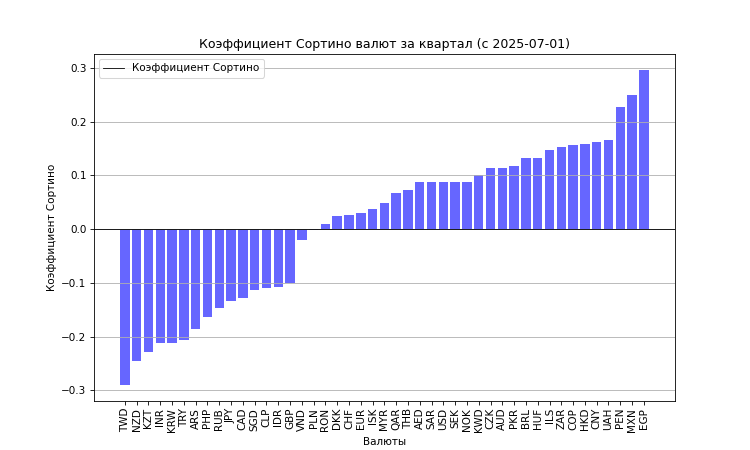 Коэффициент Сортино валют за квартал (с 2025-07-01)
Коэффициент Сортино
0.3
0.2
0.1
0.0
−0.1
−0.2
−0.3
Коэффициент Сортино
TWD NZD KZT INR KRW TRY ARS PHP RUB JPY CAD SGD CLP IDR GBP VND PLN RON DKK CHF EUR ISK MYR QAR THB AED SAR USD SEK NOK KWD CZK AUD PKR BRL HUF ILS ZAR COP HKD CNY UAH PEN MXN EGP
Валюты